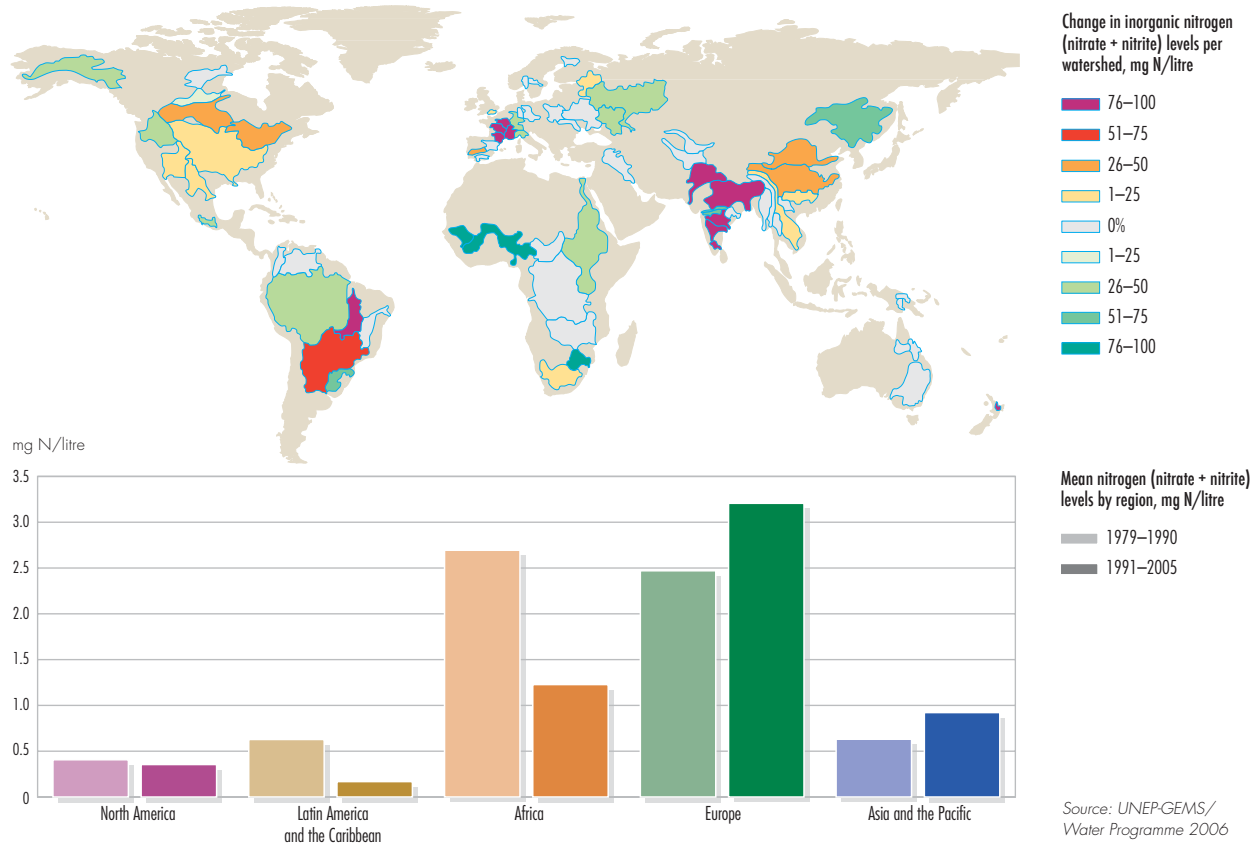 Change in inorganic nitrogen
(nitrate + nitrite) levels per
watershed, mg N/litre
76–100
51–75
26–50
1–25
0%
1–25
26–50
51–75
76–100
mg N/litre
3.5
3.0
2.5
2.0
1.5
1.0
0.5
0
North America
Latin America
and the Caribbean
Africa
Europe
Asia and the Pacific
Mean nitrogen (nitrate + nitrite)
levels by region, mg N/litre
1979–1990
1991–2005
Source: UNEP-GEMS/
Water Programme 2006